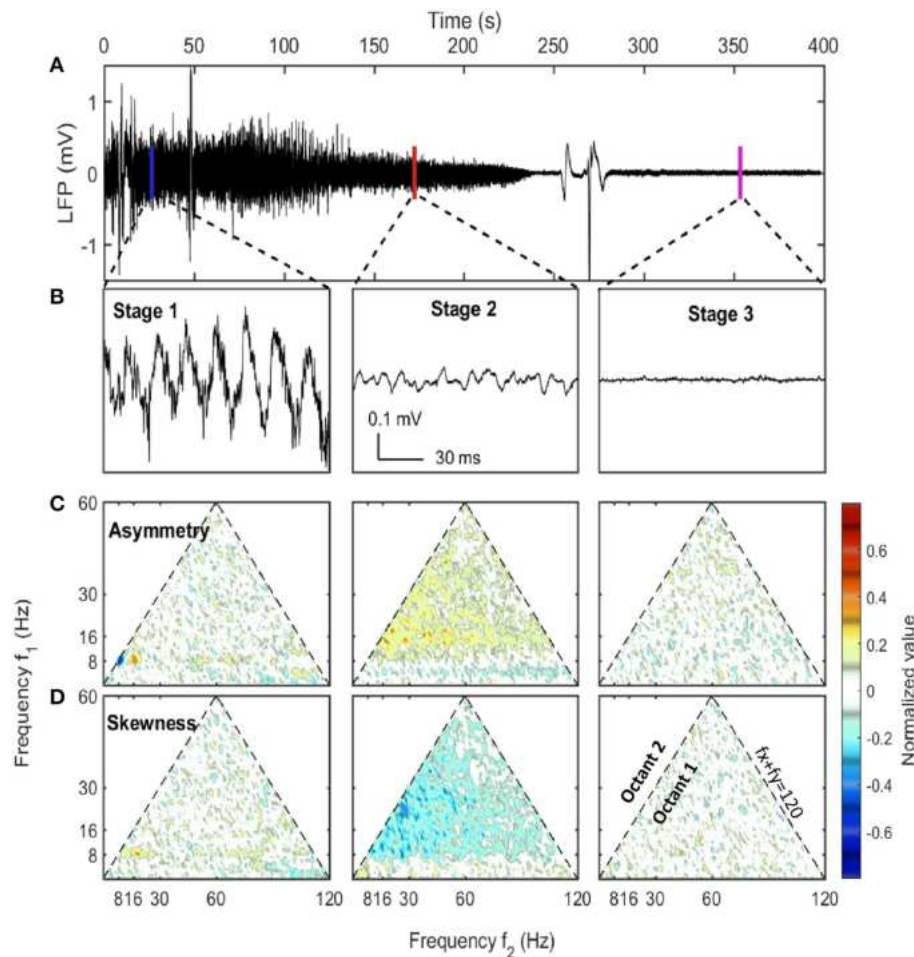 Time (s)
0 50 100 150 200 250 300 350 400
A
1
0
-1
LFP (mV)
B
Stage 1
Stage 2
Stage 3
0.1 mV
30 ms
C
60
30
16
8
Asymmetry
D
60
30
16
8
Skewness
Frequency f1 (Hz)
Octant 2
Octant 1
fx+fy=120
0.6
0.4
0.2
0
-0.2
-0.4
-0.6
Normalized value
816 30 60 120
816 30 60 120
816 30 60 120
Frequency f2 (Hz)